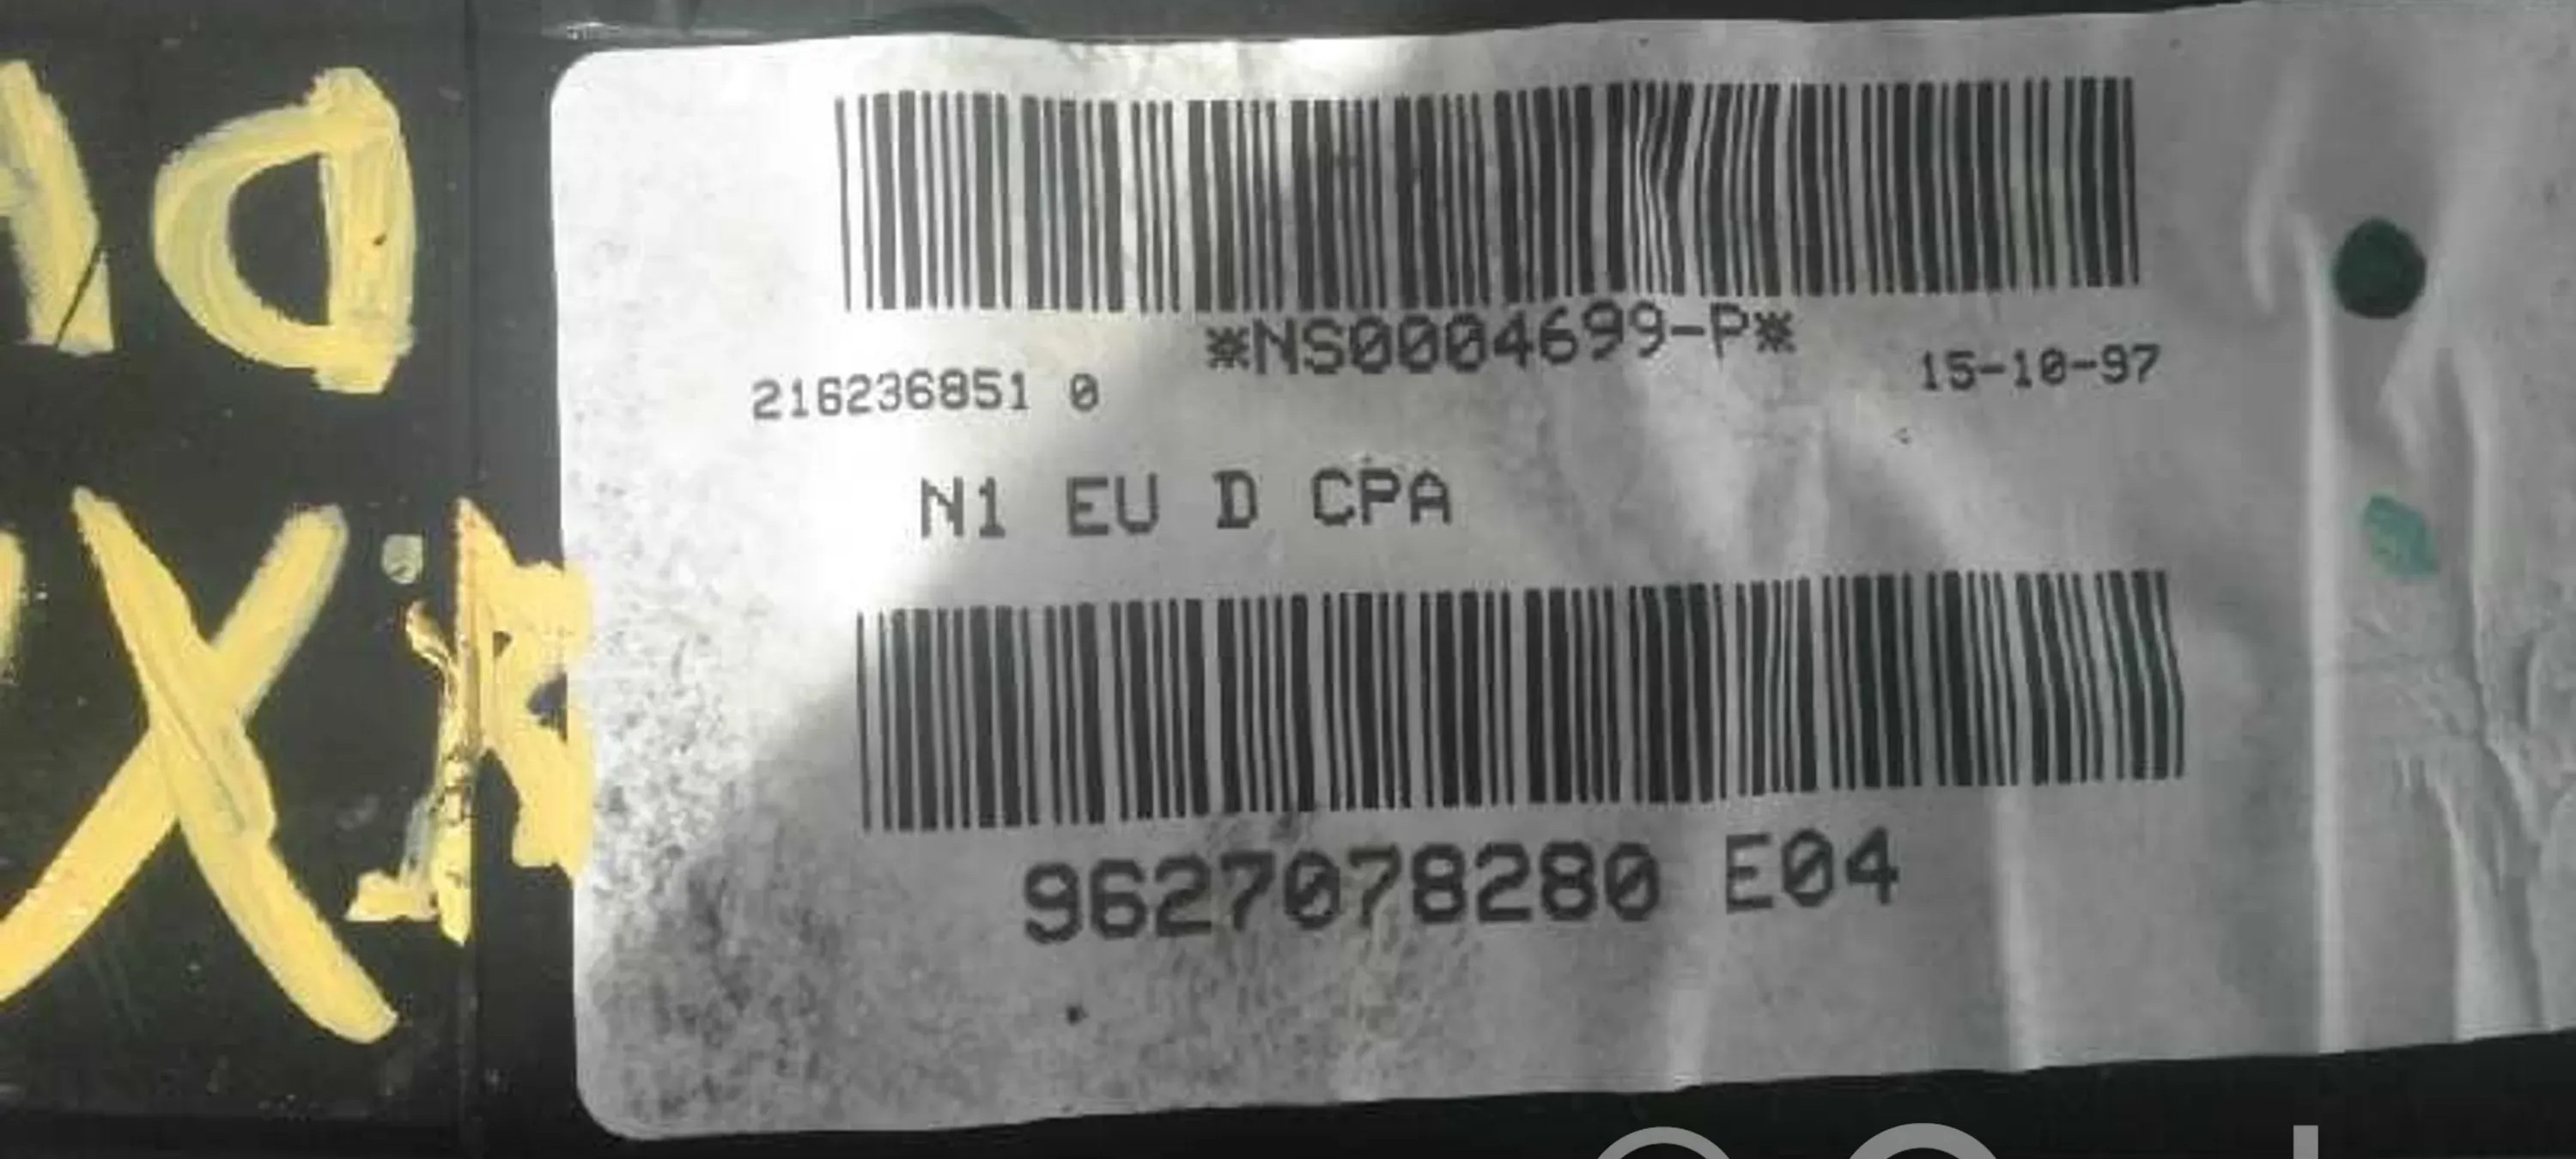 *NS0004699-P*
216236851 0
15-10-97
N1 EU D CPA
9627078280 E04